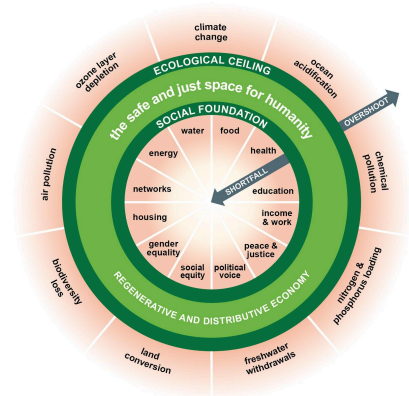 climate
change
ocean
acidification
chemical
pollution
nitrogen &
phosphorus loading
freshwater
withdrawals
land
conversion
biodiversity
loss
air pollution
ozone layer
depletion
ECOLOGICAL CEILING
the safe and just space for humanity
SOCIAL FOUNDATION
OVERSHOOT
SHORTFALL
water
food
health
education
income
& work
peace &
justice
political
voice
social
equity
gender
equality
housing
networks
energy
REGENERATIVE AND DISTRIBUTIVE ECONOMY